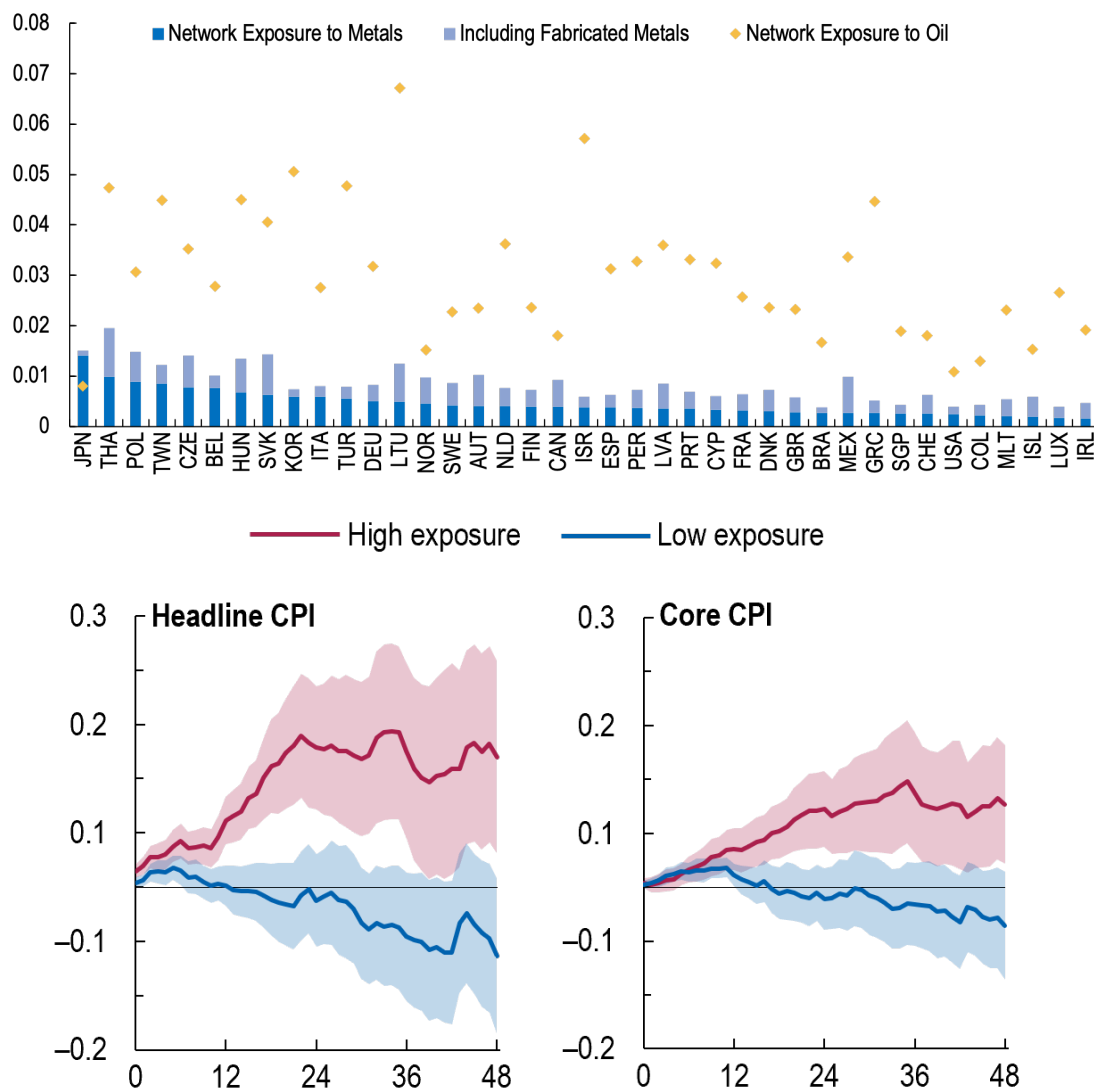 0.08
Network Exposure to Metals Including Fabricated Metals Network Exposure to Oil
0.07
0.06
0.05
0.04
0.03
0.02
0.01
0
JPN THA POL TWN CZE BEL HUN SVK KOR ITA TUR DEU LTU NOR SWE AUT NLD FIN CAN ISR ESP PER LVA PRT CYP FRA DNK GBR BRA MEX GRC SGP CHE USA COL MLT ISL LUX IRL
High exposure Low exposure
Headline CPI
0.3
0.2
0.1
–0.1
–0.2
0 12 24 36 48
Core CPI
0.3
0.2
0.1
–0.1
–0.2
0 12 24 36 48